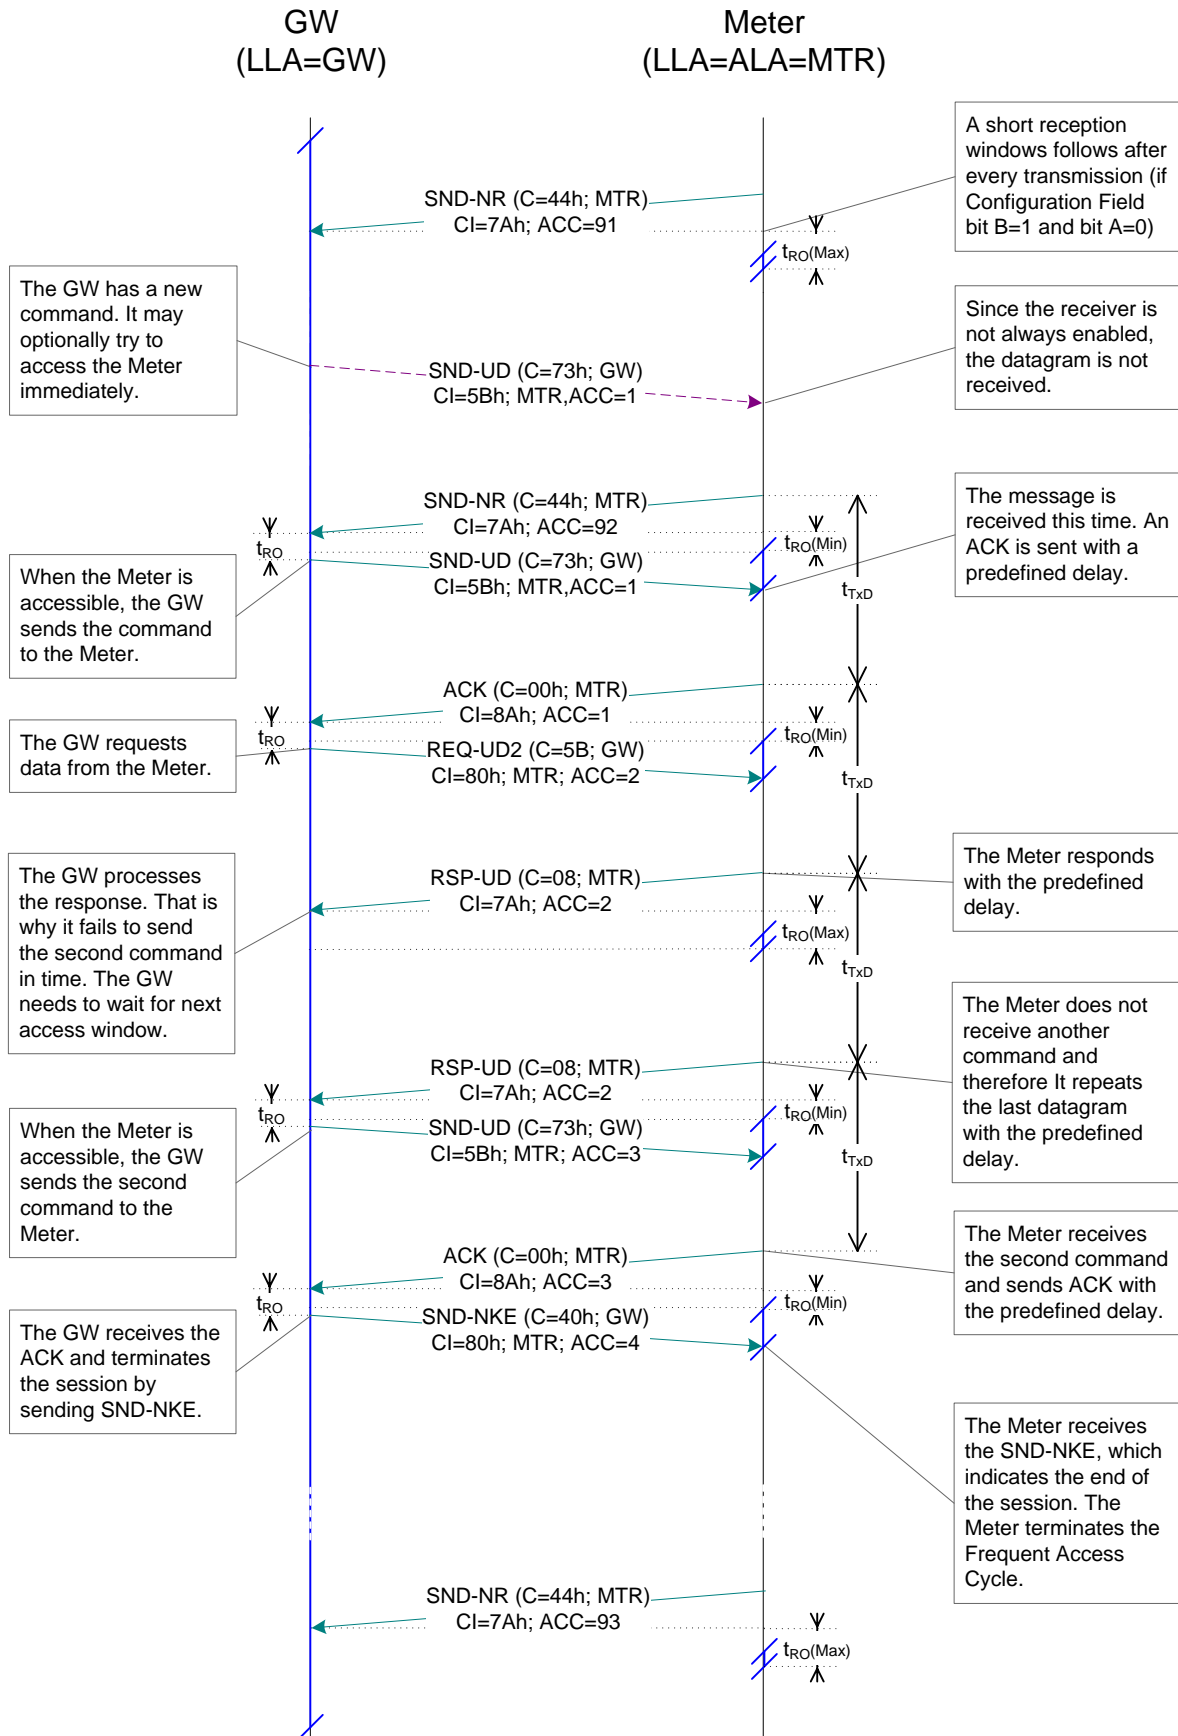 GW
(LLA=GW)
Meter
(LLA=ALA=MTR)
A short reception
windows follows after
every transmission (if
Configuration Field
bit B=1 and bit A=0)
SND-NR (C=44h; MTR)
CI=7Ah; ACC=91
tRO(Max)
The GW has a new
command. It may
optionally try to
access the Meter
immediately.
Since the receiver is
not always enabled,
the datagram is not
received.
SND-UD (C=73h; GW)
CI=5Bh; MTR,ACC=1
SND-NR (C=44h; MTR)
CI=7Ah; ACC=92
The message is
received this time. An
ACK is sent with a
predefined delay.
tRO
tRO(Min)
SND-UD (C=73h; GW)
CI=5Bh; MTR,ACC=1
When the Meter is
accessible, the GW
sends the command
to the Meter.
tTxD
ACK (C=00h; MTR)
CI=8Ah; ACC=1
tRO
tRO(Min)
The GW requests
data from the Meter.
REQ-UD2 (C=5B; GW)
CI=80h; MTR; ACC=2
tTxD
The GW processes
the response. That is
why it fails to send
the second command
in time. The GW
needs to wait for next
access window.
RSP-UD (C=08; MTR)
CI=7Ah; ACC=2
The Meter responds
with the predefined
delay.
tRO(Max)
tTxD
The Meter does not
receive another
command and
therefore It repeats
the last datagram
with the predefined
delay.
RSP-UD (C=08; MTR)
CI=7Ah; ACC=2
tRO
tRO(Min)
SND-UD (C=73h; GW)
CI=5Bh; MTR; ACC=3
When the Meter is
accessible, the GW
sends the second
command to the
Meter.
tTxD
The Meter receives
the second command
and sends ACK with
the predefined delay.
ACK (C=00h; MTR)
CI=8Ah; ACC=3
tRO
tRO(Min)
SND-NKE (C=40h; GW)
CI=80h; MTR; ACC=4
The GW receives the
ACK and terminates
the session by
sending SND-NKE.
The Meter receives
the SND-NKE, which
indicates the end of
the session. The
Meter terminates the
Frequent Access
Cycle.
SND-NR (C=44h; MTR)
CI=7Ah; ACC=93
tRO(Max)